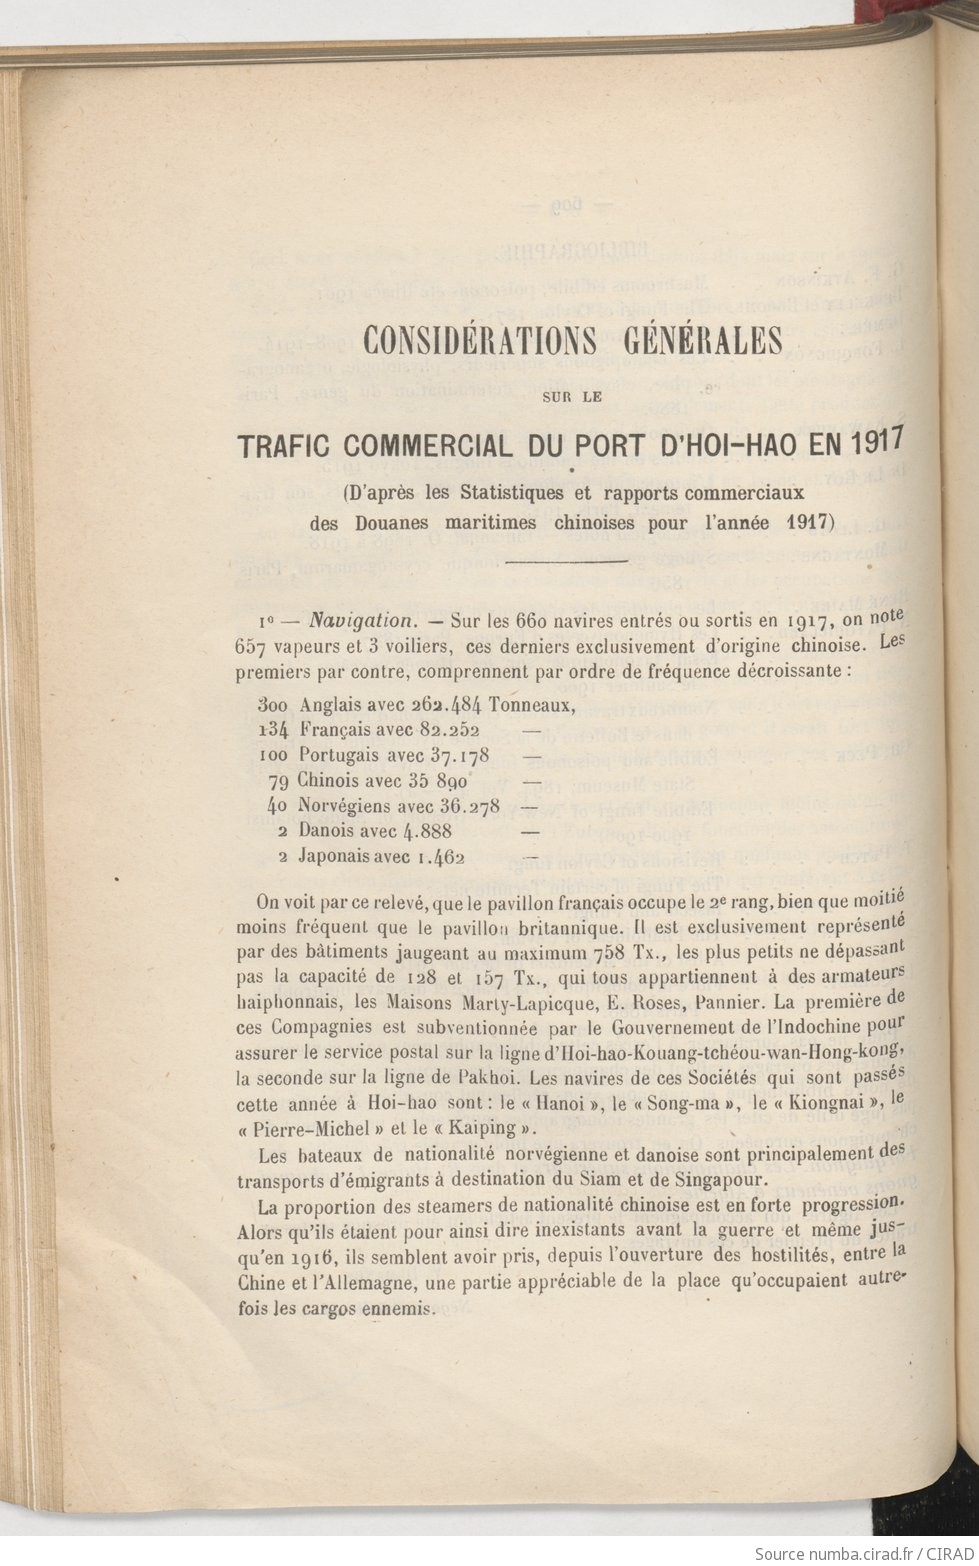 CONSIDÉRATIONS GÉNÉRALES
SUR LE
TRAFIC COMMERCIAL DU PORT D'HOI-HAO EN 1917
(D'après les Statistiques et rapports commerciaux
des Douanes maritimes chinoises pour l'année 1917)
1º — Navigation. — Sur les 660 navires entrés ou sortis en 1917, on note
657 vapeurs et 3 voiliers, ces derniers exclusivement d'origine chinoise. Les
premiers par contre, comprennent par ordre de fréquence décroissante :
300 Anglais avec 262.484 Tonneaux,
134 Français avec 82.252 —
100 Portugais avec 37.178 —
79 Chinois avec 35 890 —
40 Norvégiens avec 36.278 —
2 Danois avec 4.888 —
2 Japonais avec 1.462 —
On voit par ce relevé, que le pavillon français occupe le 2e rang, bien que moitié
moins fréquent que le pavillon britannique. Il est exclusivement représenté
par des bâtiments jaugeant au maximum 758 Tx., les plus petits ne dépassant
pas la capacité de 128 et 157 Tx., qui tous appartiennent à des armateurs
haiphonnais, les Maisons Marty-Lapicque, E. Roses, Pannier. La première de
ces Compagnies est subventionnée par le Gouvernement de l'Indochine pour
assurer le service postal sur la ligne d'Hoi-hao-Kouang-tchéou-wan-Hong-kong,
la seconde sur la ligne de Pakhoi. Les navires de ces Sociétés qui sont passés
cette année à Hoi-hao sont : le « Hanoi », le « Song-ma », le « Kiongnai », le
« Pierre-Michel » et le « Kaiping ».
Les bateaux de nationalité norvégienne et danoise sont principalement des
transports d'émigrants à destination du Siam et de Singapour.
La proportion des steamers de nationalité chinoise est en forte progression.
Alors qu'ils étaient pour ainsi dire inexistants avant la guerre et même jus-
qu'en 1916, ils semblent avoir pris, depuis l'ouverture des hostilités, entre la
Chine et l'Allemagne, une partie appréciable de la place qu'occupaient autre-
fois les cargos ennemis.
Source numba.cirad.fr / CIRAD